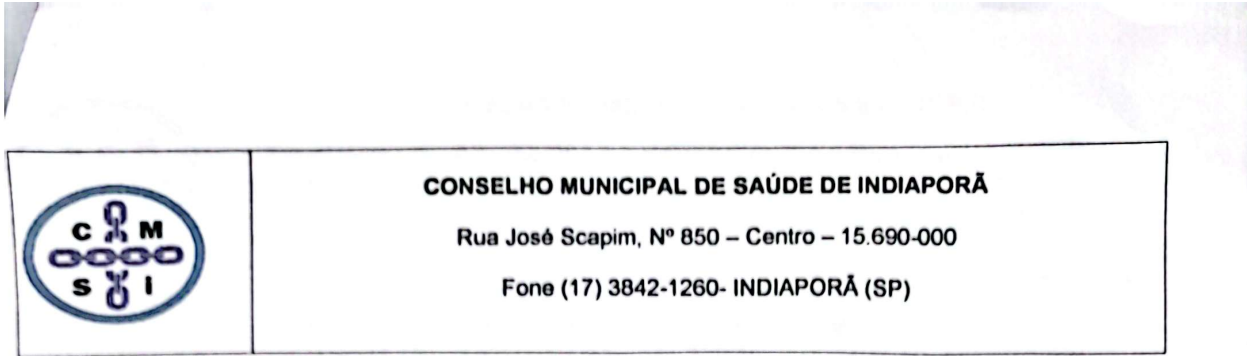 C M
S I
CONSELHO MUNICIPAL DE SAÚDE DE INDIAPORÃ
Rua José Scapim, Nº 850 – Centro – 15.690-000
Fone (17) 3842-1260- INDIAPORÃ (SP)